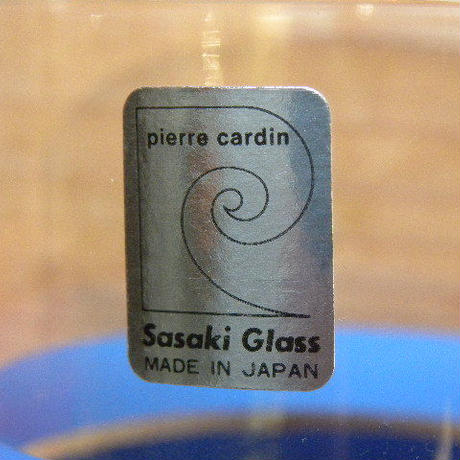 pierre cardin
Sasaki Glass
MADE IN JAPAN